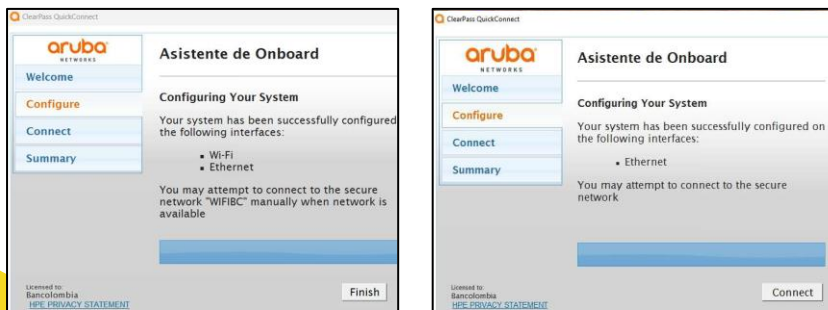 ClearPass QuickConnect
aruba
NETWORKS
Welcome
Configure
Connect
Summary
Asistente de Onboard
Configuring Your System
Your system has been successfully configured
the following interfaces:
▪ Wi-Fi
▪ Ethernet
You may attempt to connect to the secure
network "WIFIBC" manually when network is
available
Licensed to:
Bancolombia
HPE PRIVACY STATEMENT
Finish
ClearPass QuickConnect
aruba
NETWORKS
Welcome
Configure
Connect
Summary
Asistente de Onboard
Configuring Your System
Your system has been successfully configured on
the following interfaces:
▪ Ethernet
You may attempt to connect to the secure
network
Licensed to:
Bancolombia
HPE PRIVACY STATEMENT
Connect